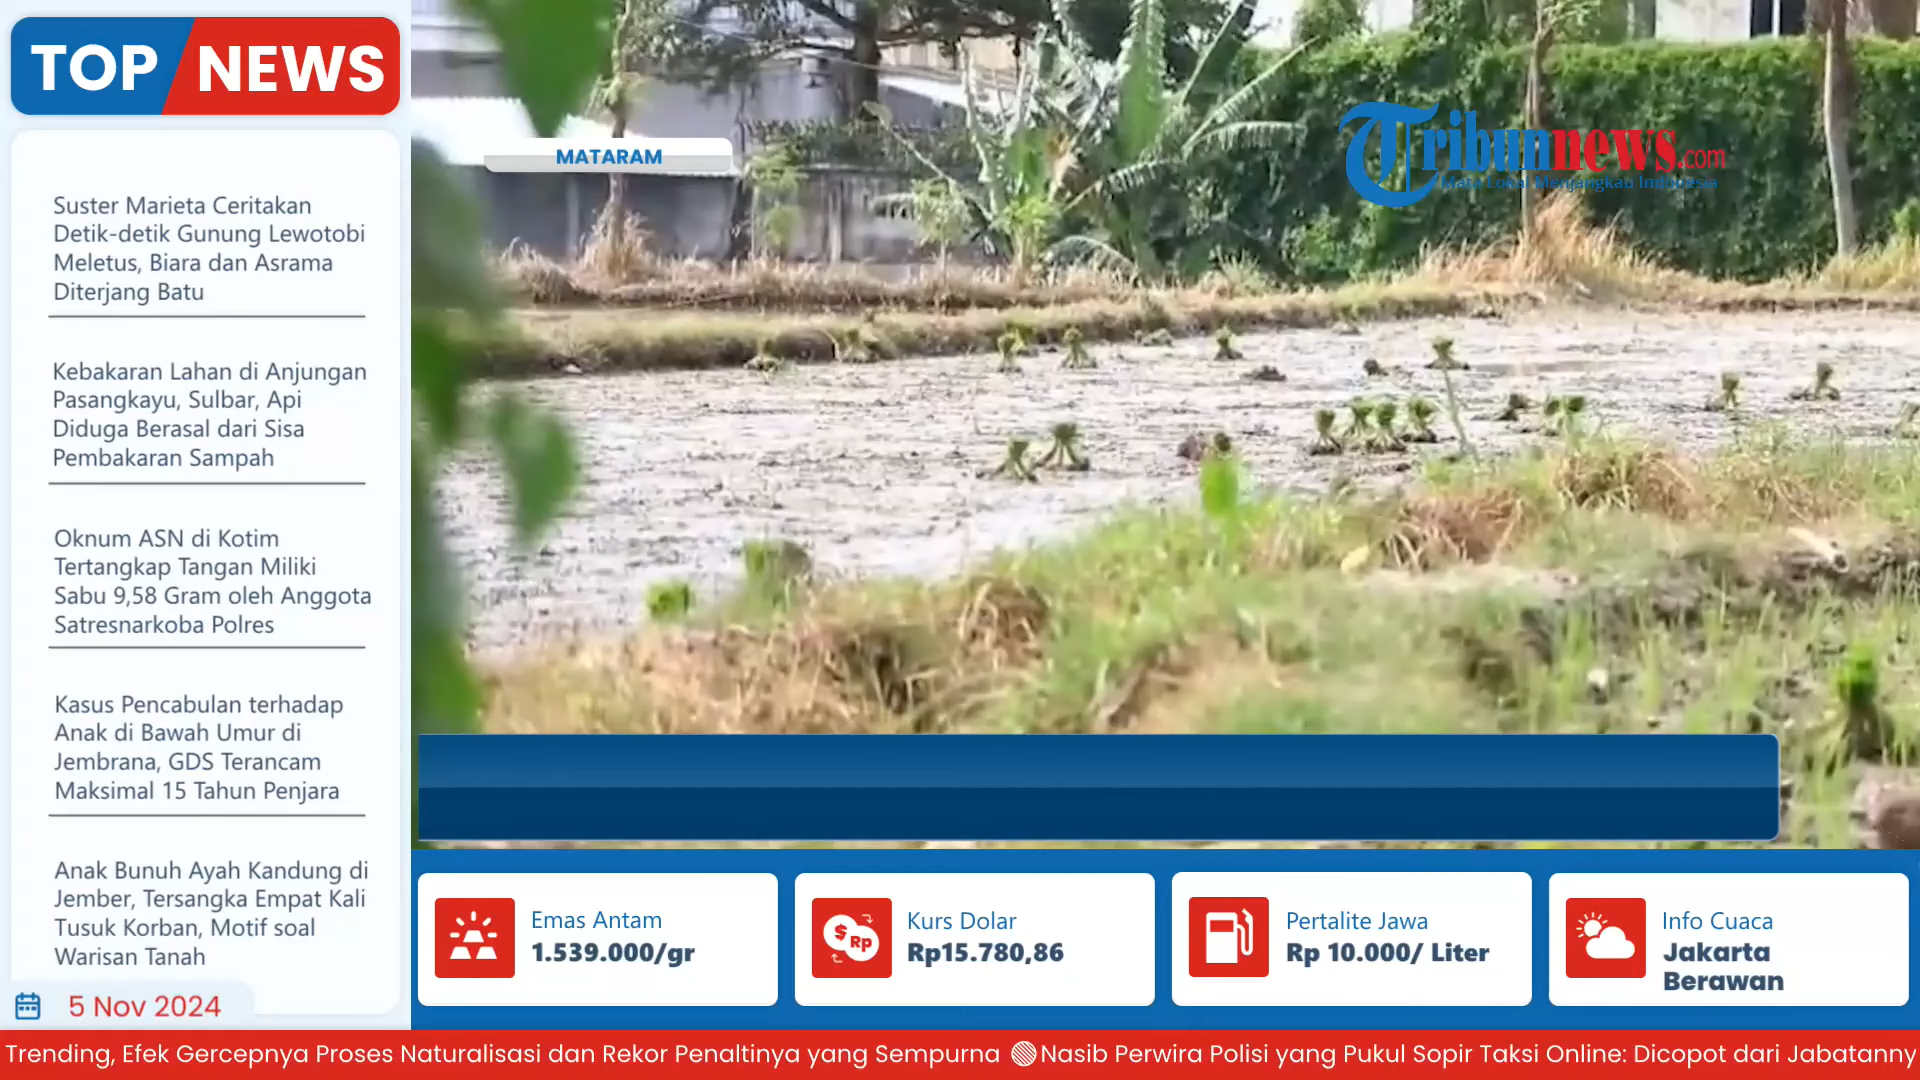 TOP NEWS
Suster Marieta Ceritakan
Detik-detik Gunung Lewotobi
Meletus, Biara dan Asrama
Diterjang Batu
Kebakaran Lahan di Anjungan
Pasangkayu, Sulbar, Api
Diduga Berasal dari Sisa
Pembakaran Sampah
Oknum ASN di Kotim
Tertangkap Tangan Miliki
Sabu 9,58 Gram oleh Anggota
Satresnarkoba Polres
Kasus Pencabulan terhadap
Anak di Bawah Umur di
Jembrana, GDS Terancam
Maksimal 15 Tahun Penjara
Anak Bunuh Ayah Kandung di
Jember, Tersangka Empat Kali
Tusuk Korban, Motif soal
Warisan Tanah
5 Nov 2024
MATARAM
Tribunnews.com
Mata Lokal Menjangkau Indonesia
Emas Antam
1.539.000/gr
Kurs Dolar
Rp15.780,86
Pertalite Jawa
Rp 10.000/ Liter
Info Cuaca
Jakarta
Berawan
Trending, Efek Gercepnya Proses Naturalisasi dan Rekor Penaltinya yang Sempurna Nasib Perwira Polisi yang Pukul Sopir Taksi Online: Dicopot dari Jabatanny